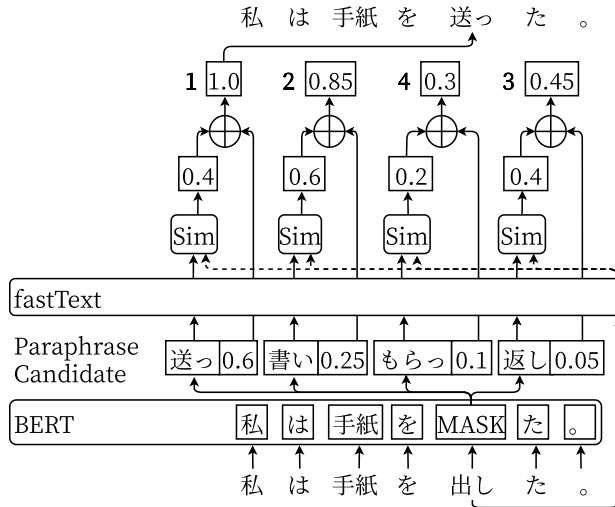 私 は 手紙 を 送っ た 。
1 1.0 2 0.85 4 0.3 3 0.45
0.4 0.6 0.2 0.4
Sim Sim Sim Sim
fastText
Paraphrase
Candidate
送っ 0.6 書い 0.25 もらっ 0.1 返し 0.05
BERT 私 は 手紙 を MASK た 。
私 は 手紙 を 出し た 。